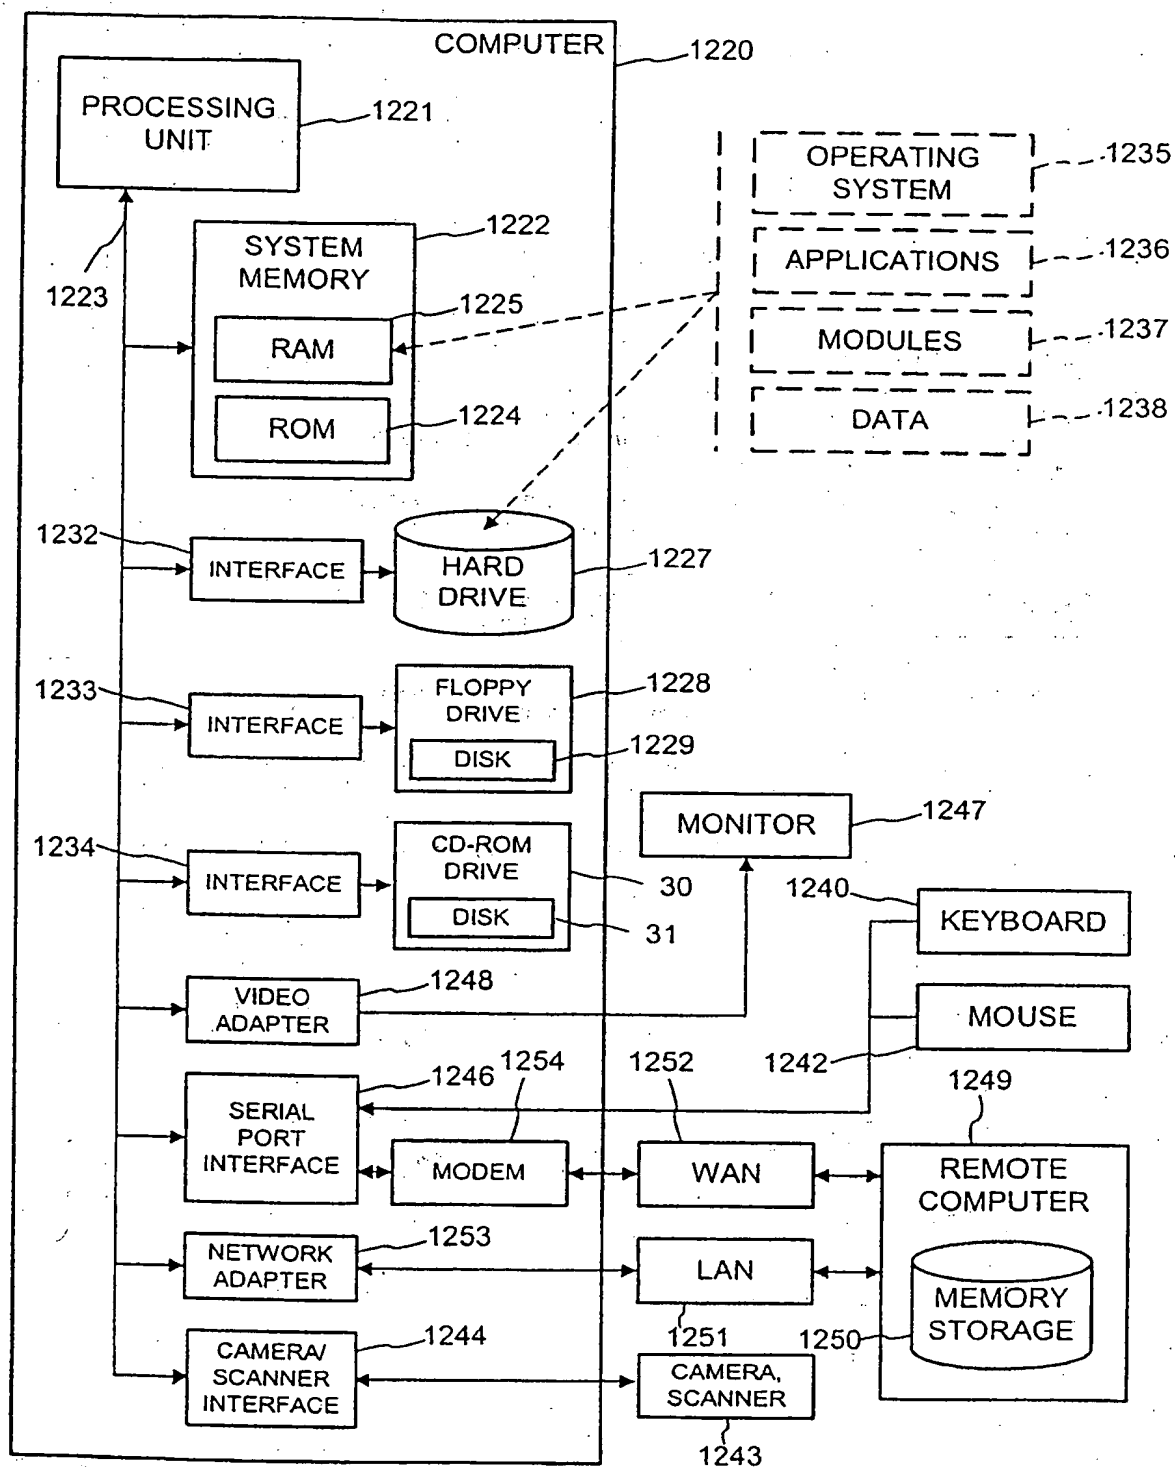 COMPUTER
1220
PROCESSING
UNIT
1221
1223
SYSTEM
MEMORY
1222
RAM
1225
ROM
1224
OPERATING
SYSTEM
1235
APPLICATIONS
1236
MODULES
1237
DATA
1238
1232
INTERFACE
HARD
DRIVE
1227
1233
INTERFACE
FLOPPY
DRIVE
1228
DISK
1229
1234
INTERFACE
CD-ROM
DRIVE
30
DISK
31
MONITOR
1247
1240
KEYBOARD
MOUSE
1242
VIDEO
ADAPTER
1248
SERIAL
PORT
INTERFACE
1246
1254
MODEM
1252
WAN
1249
REMOTE
COMPUTER
MEMORY
STORAGE
1250
NETWORK
ADAPTER
1253
LAN
1251
CAMERA/
SCANNER
INTERFACE
1244
CAMERA,
SCANNER
1243